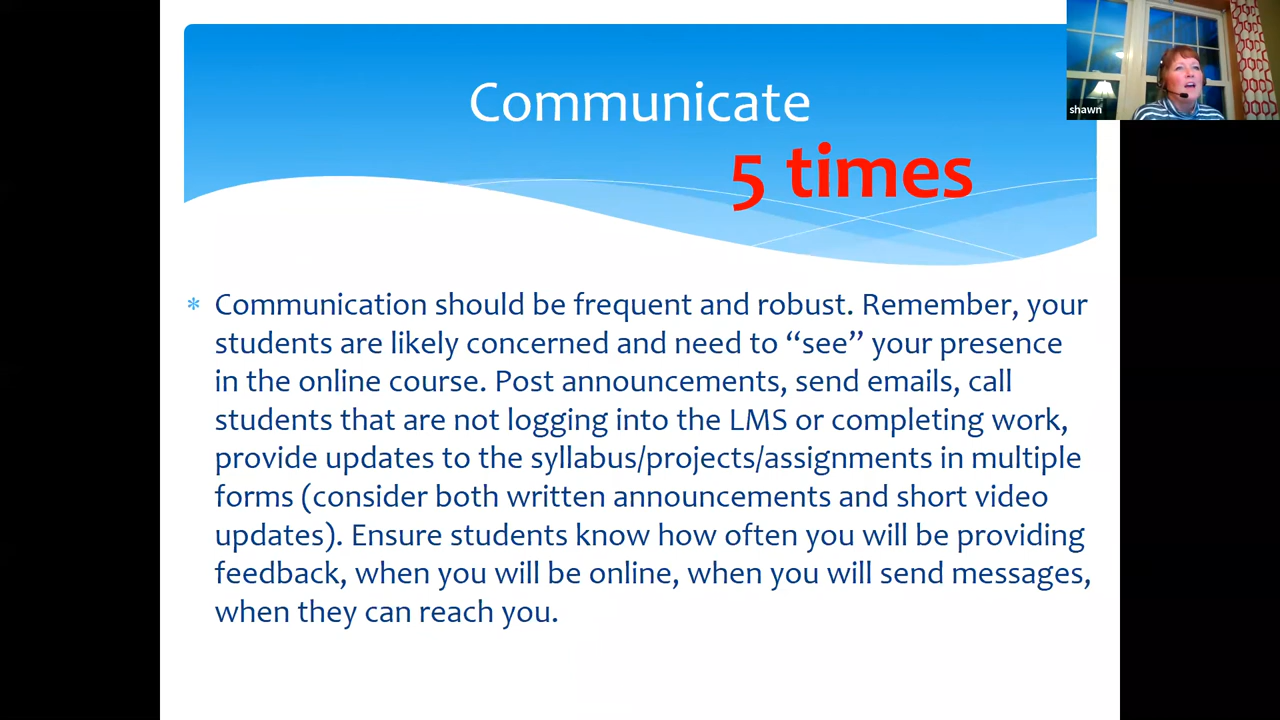 Communicate
5 times
shawn
* Communication should be frequent and robust. Remember, your
students are likely concerned and need to “see” your presence
in the online course. Post announcements, send emails, call
students that are not logging into the LMS or completing work,
provide updates to the syllabus/projects/assignments in multiple
forms (consider both written announcements and short video
updates). Ensure students know how often you will be providing
feedback, when you will be online, when you will send messages,
when they can reach you.